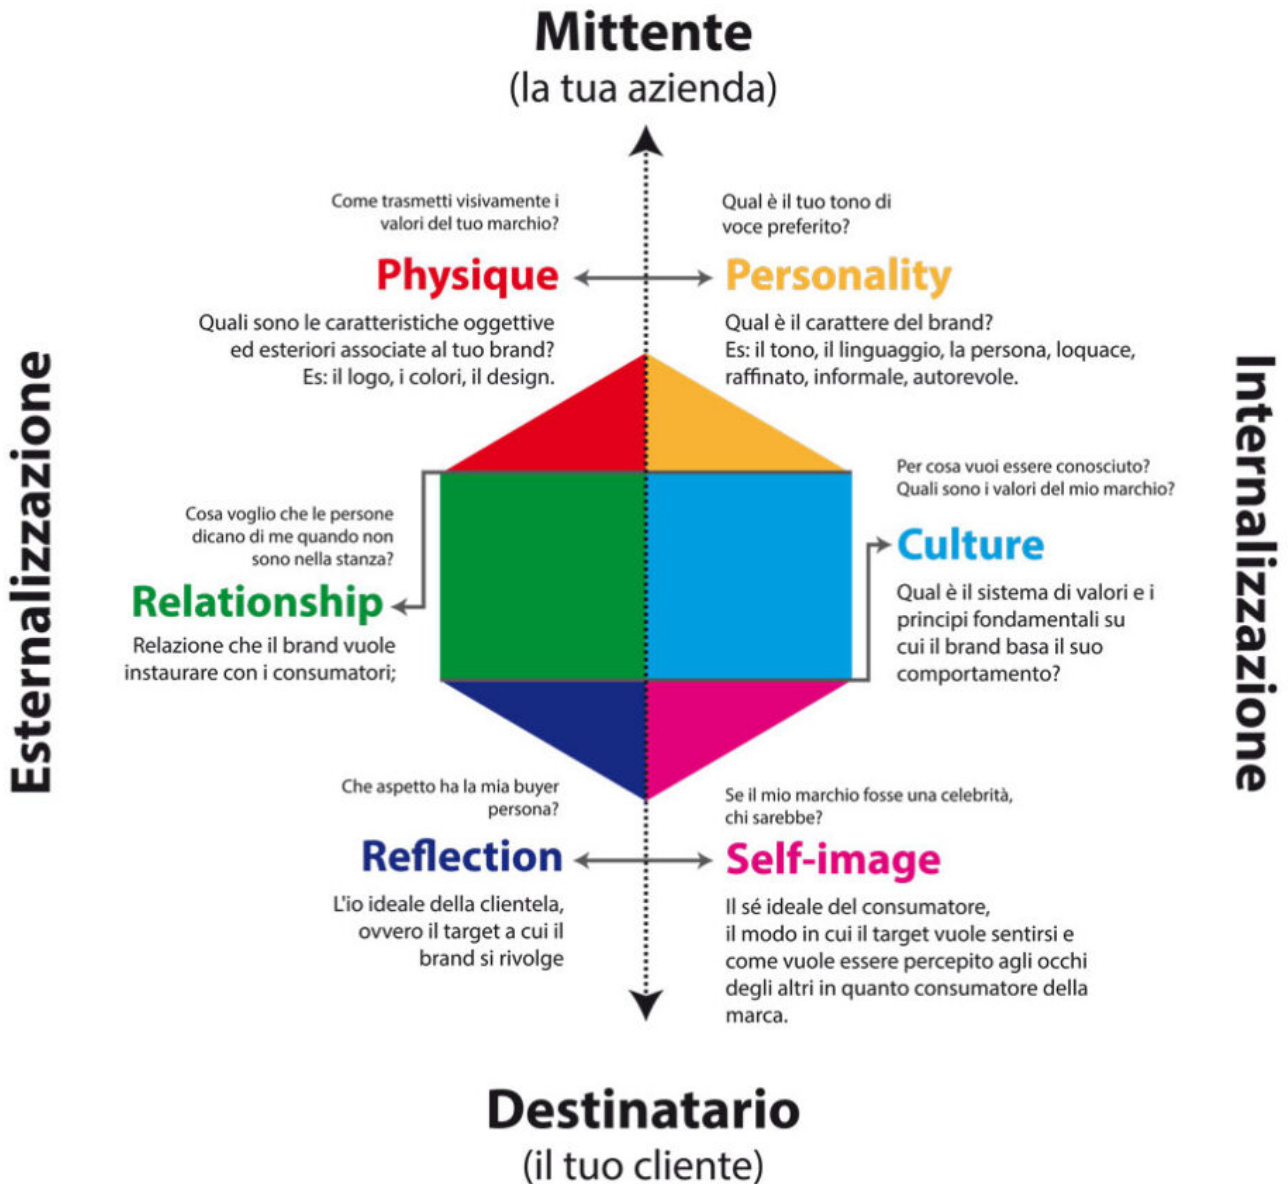 Mittente
(la tua azienda)
Come trasmetti visivamente i
valori del tuo marchio?
Physique
Quali sono le caratteristiche oggettive
ed esteriori associate al tuo brand?
Es: il logo, i colori, il design.
Qual è il tuo tono di
voce preferito?
Personality
Qual è il carattere del brand?
Es: il tono, il linguaggio, la persona, loquace,
raffinato, informale, autorevole.
Esternalizzazione
Internalizzazione
Cosa voglio che le persone
dicano di me quando non
sono nella stanza?
Relationship
Relazione che il brand vuole
instaurare con i consumatori;
Per cosa vuoi essere conosciuto?
Quali sono i valori del mio marchio?
Culture
Qual è il sistema di valori e i
principi fondamentali su
cui il brand basa il suo
comportamento?
Che aspetto ha la mia buyer
persona?
Reflection
L'io ideale della clientela,
ovvero il target a cui il
brand si rivolge
Se il mio marchio fosse una celebrità,
chi sarebbe?
Self-image
Il sé ideale del consumatore,
il modo in cui il target vuole sentirsi e
come vuole essere percepito agli occhi
degli altri in quanto consumatore della
marca.
Destinatario
(il tuo cliente)